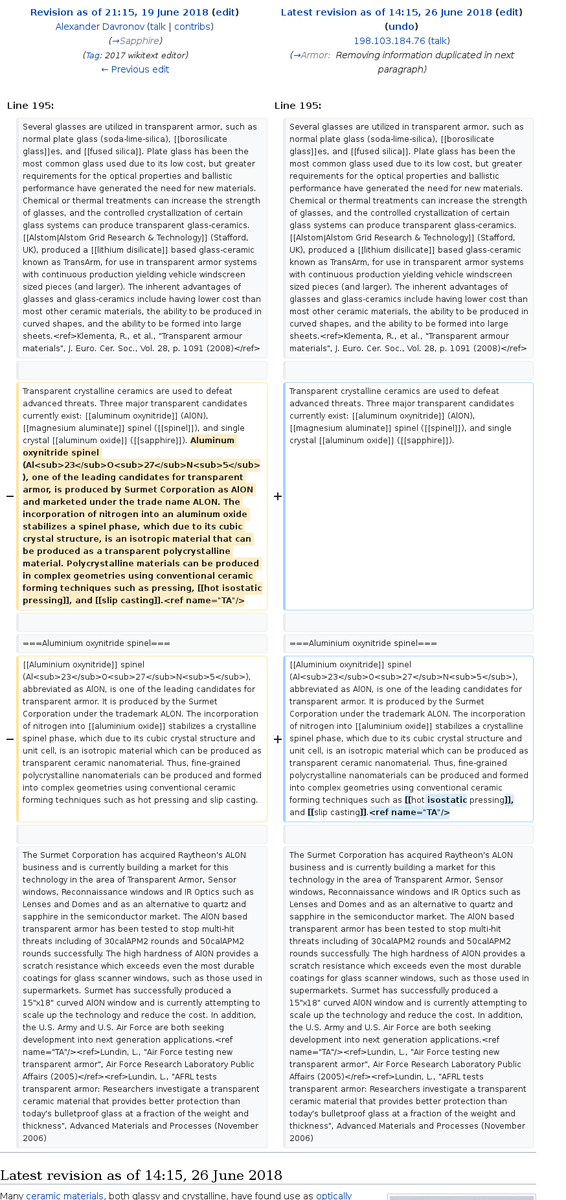 Revision as of 21:15, 19 June 2018 (edit)
Alexander Davronov (talk | contribs)
(→Sapphire)
(Tag: 2017 wikitext editor)
← Previous edit
Latest revision as of 14:15, 26 June 2018 (edit)
(undo)
198.103.184.76 (talk)
(→Armor: Removing information duplicated in next
paragraph)
Line 195:
Several glasses are utilized in transparent armor, such as
normal plate glass (soda-lime-silica), [[borosilicate
glass]]es, and [[fused silica]]. Plate glass has been the
most common glass used due to its low cost, but greater
requirements for the optical properties and ballistic
performance have generated the need for new materials.
Chemical or thermal treatments can increase the strength
of glasses, and the controlled crystallization of certain
glass systems can produce transparent glass-ceramics.
[[Alstom|Alstom Grid Research & Technology]] (Stafford,
UK), produced a [[lithium disilicate]] based glass-ceramic
known as TransArm, for use in transparent armor systems
with continuous production yielding vehicle windscreen
sized pieces (and larger). The inherent advantages of
glasses and glass-ceramics include having lower cost than
most other ceramic materials, the ability to be produced in
curved shapes, and the ability to be formed into large
sheets.<ref>Klementa, R., et al., "Transparent armour
materials", J. Euro. Cer. Soc., Vol. 28, p. 1091 (2008)</ref>
Line 195:
Several glasses are utilized in transparent armor, such as
normal plate glass (soda-lime-silica), [[borosilicate
glass]]es, and [[fused silica]]. Plate glass has been the
most common glass used due to its low cost, but greater
requirements for the optical properties and ballistic
performance have generated the need for new materials.
Chemical or thermal treatments can increase the strength
of glasses, and the controlled crystallization of certain
glass systems can produce transparent glass-ceramics.
[[Alstom|Alstom Grid Research & Technology]] (Stafford,
UK), produced a [[lithium disilicate]] based glass-ceramic
known as TransArm, for use in transparent armor systems
with continuous production yielding vehicle windscreen
sized pieces (and larger). The inherent advantages of
glasses and glass-ceramics include having lower cost than
most other ceramic materials, the ability to be produced in
curved shapes, and the ability to be formed into large
sheets.<ref>Klementa, R., et al., "Transparent armour
materials", J. Euro. Cer. Soc., Vol. 28, p. 1091 (2008)</ref>
−
Transparent crystalline ceramics are used to defeat
advanced threats. Three major transparent candidates
currently exist: [[aluminum oxynitride]] (AlON),
[[magnesium aluminate]] spinel ([[spinel]]), and single
crystal [[aluminum oxide]] ([[sapphire]]). Aluminum
oxynitride spinel
(Al<sub>23</sub>O<sub>27</sub>N<sub>5</sub>
), one of the leading candidates for transparent
armor, is produced by Surmet Corporation as AlON
and marketed under the trade name ALON. The
incorporation of nitrogen into an aluminum oxide
stabilizes a spinel phase, which due to its cubic
crystal structure, is an isotropic material that can
be produced as a transparent polycrystalline
material. Polycrystalline materials can be produced
in complex geometries using conventional ceramic
forming techniques such as pressing, [[hot isostatic
pressing]], and [[slip casting]].<ref name="TA"/>
+
Transparent crystalline ceramics are used to defeat
advanced threats. Three major transparent candidates
currently exist: [[aluminum oxynitride]] (AlON),
[[magnesium aluminate]] spinel ([[spinel]]), and single
crystal [[aluminum oxide]] ([[sapphire]]).
===Aluminium oxynitride spinel===
===Aluminium oxynitride spinel===
−
[[Aluminium oxynitride]] spinel
(Al<sub>23</sub>O<sub>27</sub>N<sub>5</sub>),
abbreviated as AlON, is one of the leading candidates for
transparent armor. It is produced by the Surmet
Corporation under the trademark ALON. The incorporation
of nitrogen into [[aluminium oxide]] stabilizes a crystalline
spinel phase, which due to its cubic crystal structure and
unit cell, is an isotropic material which can be produced as
transparent ceramic nanomaterial. Thus, fine-grained
polycrystalline nanomaterials can be produced and formed
into complex geometries using conventional ceramic
forming techniques such as hot pressing and slip casting.
+
[[Aluminium oxynitride]] spinel
(Al<sub>23</sub>O<sub>27</sub>N<sub>5</sub>),
abbreviated as AlON, is one of the leading candidates for
transparent armor. It is produced by the Surmet
Corporation under the trademark ALON. The incorporation
of nitrogen into [[aluminium oxide]] stabilizes a crystalline
spinel phase, which due to its cubic crystal structure and
unit cell, is an isotropic material which can be produced as
transparent ceramic nanomaterial. Thus, fine-grained
polycrystalline nanomaterials can be produced and formed
into complex geometries using conventional ceramic
forming techniques such as [[hot isostatic pressing]],
and [[slip casting]].<ref name="TA"/>
The Surmet Corporation has acquired Raytheon's ALON
business and is currently building a market for this
technology in the area of Transparent Armor, Sensor
windows, Reconnaissance windows and IR Optics such as
Lenses and Domes and as an alternative to quartz and
sapphire in the semiconductor market. The AlON based
transparent armor has been tested to stop multi-hit
threats including of 30calAPM2 rounds and 50calAPM2
rounds successfully. The high hardness of AlON provides a
scratch resistance which exceeds even the most durable
coatings for glass scanner windows, such as those used in
supermarkets. Surmet has successfully produced a
15"x18" curved AlON window and is currently attempting to
scale up the technology and reduce the cost. In addition,
the U.S. Army and U.S. Air Force are both seeking
development into next generation applications.<ref
name="TA"/><ref>Lundin, L., "Air Force testing new
transparent armor", Air Force Research Laboratory Public
Affairs (2005)</ref><ref>Lundin, L., "AFRL tests
transparent armor: Researchers investigate a transparent
ceramic material that provides better protection than
today's bulletproof glass at a fraction of the weight and
thickness", Advanced Materials and Processes (November
2006)
The Surmet Corporation has acquired Raytheon's ALON
business and is currently building a market for this
technology in the area of Transparent Armor, Sensor
windows, Reconnaissance windows and IR Optics such as
Lenses and Domes and as an alternative to quartz and
sapphire in the semiconductor market. The AlON based
transparent armor has been tested to stop multi-hit
threats including of 30calAPM2 rounds and 50calAPM2
rounds successfully. The high hardness of AlON provides a
scratch resistance which exceeds even the most durable
coatings for glass scanner windows, such as those used in
supermarkets. Surmet has successfully produced a
15"x18" curved AlON window and is currently attempting to
scale up the technology and reduce the cost. In addition,
the U.S. Army and U.S. Air Force are both seeking
development into next generation applications.<ref
name="TA"/><ref>Lundin, L., "Air Force testing new
transparent armor", Air Force Research Laboratory Public
Affairs (2005)</ref><ref>Lundin, L., "AFRL tests
transparent armor: Researchers investigate a transparent
ceramic material that provides better protection than
today's bulletproof glass at a fraction of the weight and
thickness", Advanced Materials and Processes (November
2006)
Latest revision as of 14:15, 26 June 2018
Many ceramic materials, both glassy and crystalline, have found use as optically